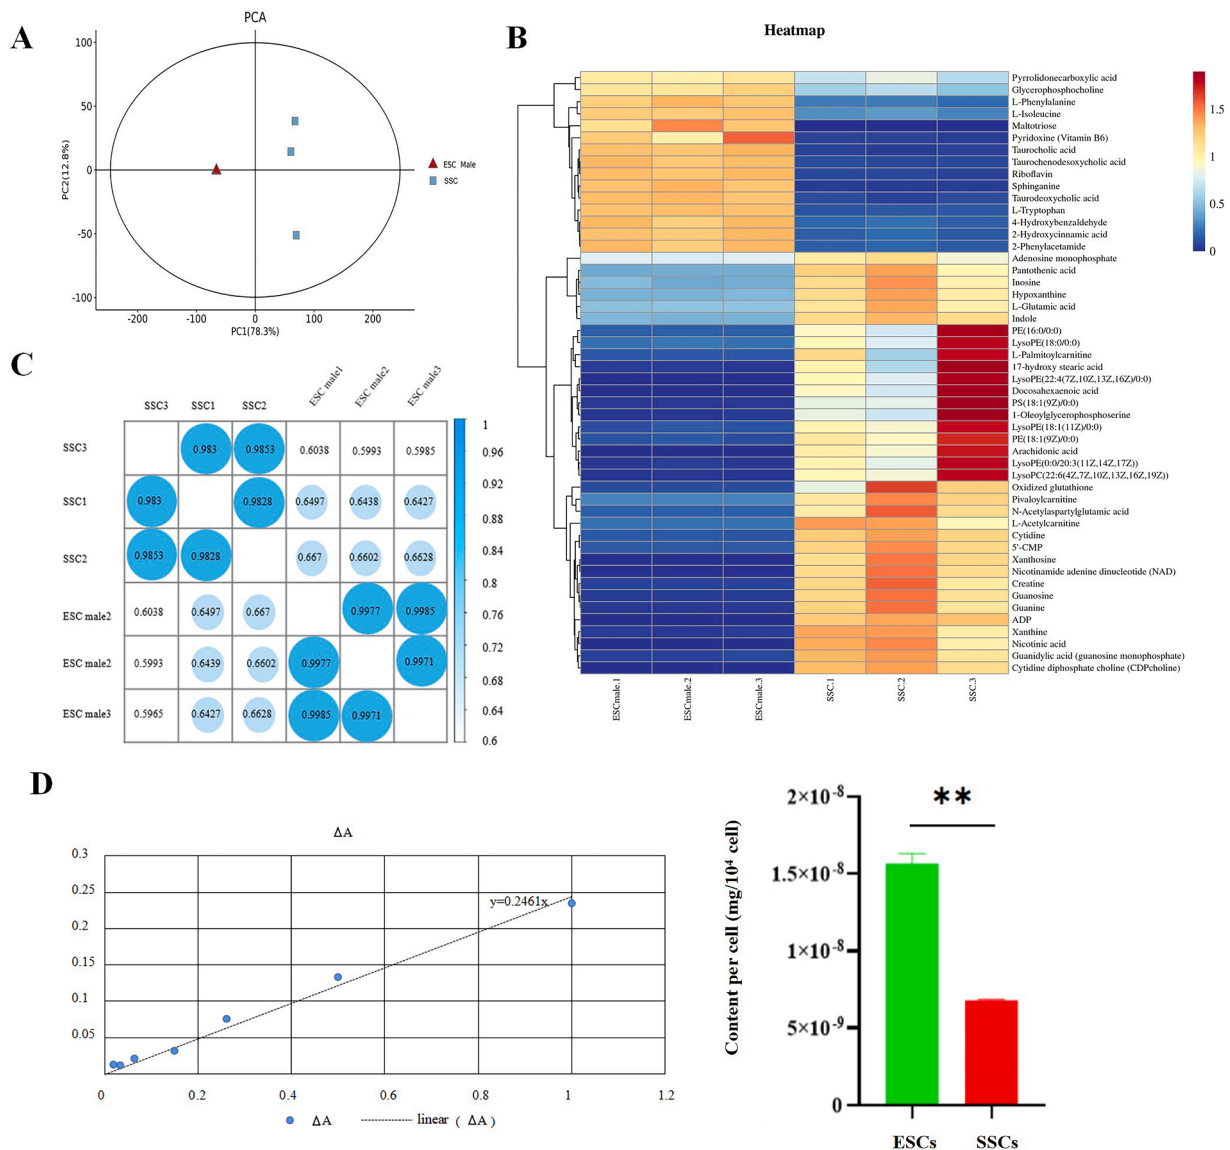 A
PCA
PC2(12.8%)
100
50
0
-50
-100
-200
-100
0
100
200
PC1(78.3%)
ESC Male
SSC
B
Heatmap
Pyrrolidonecarboxylic acid
Glycerophosphocholine
L-Phenylalanine
L-Isoleucine
Maltotriose
Pyridoxine (Vitamin B6)
Taurocholic acid
Taurochenodesoxycholic acid
Riboflavin
Sphinganine
Taurodeoxycholic acid
L-Tryptophan
4-Hydroxybenzaldehyde
2-Hydroxycinnamic acid
2-Phenylacetamide
Adenosine monophosphate
Pantothenic acid
Inosine
Hypoxanthine
L-Glutamic acid
Indole
PE(16:0/0:0)
LysoPE(18:0/0:0)
L-Palmitoylcarnitine
17-hydroxy stearic acid
LysoPE(22:4(7Z,10Z,13Z,16Z)/0:0)
Docosahexaenoic acid
PS(18:1(9Z)/0:0)
1-Oleoylglycerophosphoserine
LysoPE(18:1(11Z)/0:0)
PE(18:1(9Z)/0:0)
Arachidonic acid
LysoPE(0:0/20:3(11Z,14Z,17Z))
LysoPC(22:6(4Z,7Z,10Z,13Z,16Z,19Z))
Oxidized glutathione
Pivaloylcarnitine
N-Acetylaspartylglutamic acid
L-Acetylcarnitine
Cytidine
5'-CMP
Xanthosine
Nicotinamide adenine dinucleotide (NAD)
Creatine
Guanosine
Guanine
ADP
Xanthine
Nicotinic acid
Guanidylic acid (guanosine monophosphate)
Cytidine diphosphate choline (CDPcholine)
ESCmale.1
ESCmale.2
ESCmale.3
SSC.1
SSC.2
SSC.3
1.5
1
0.5
0
C
SSC3
SSC1
SSC2
ESC male1
ESC male2
ESC male3
SSC3 0.983 0.9853 0.6038 0.5993 0.5985
SSC1 0.983 0.9828 0.6497 0.6438 0.6427
SSC2 0.9853 0.9828 0.667 0.6602 0.6628
ESC male2 0.6038 0.6497 0.667 0.9977 0.9985
ESC male2 0.5993 0.6439 0.6602 0.9977 0.9971
ESC male3 0.5965 0.6427 0.6628 0.9985 0.9971
1
0.96
0.92
0.88
0.84
0.8
0.76
0.72
0.68
0.64
0.6
D
ΔA
0.3
0.25
0.2
0.15
0.1
0.05
y=0.2461x
0 0.2 0.4 0.6 0.8 1 1.2
ΔA
linear ( ΔA )
Content per cell (mg/10⁴ cell)
2×10⁻⁸
1.5×10⁻⁸
1×10⁻⁸
5×10⁻⁹
0
**
ESCs
SSCs